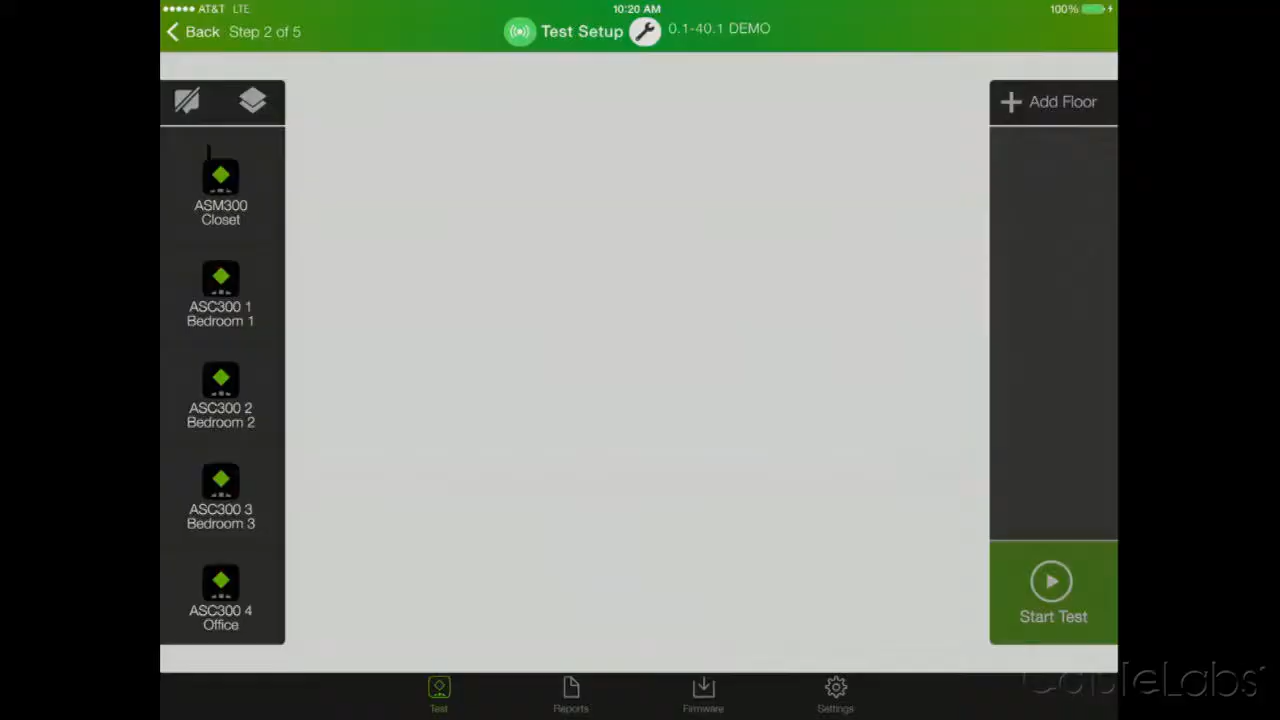 AT&T LTE
10:20 AM
100%
Back Step 2 of 5
Test Setup
0.1-40.1 DEMO
Add Floor
ASM300
Closet
ASC300 1
Bedroom 1
ASC300 2
Bedroom 2
ASC300 3
Bedroom 3
ASC300 4
Office
Start Test
Test
Reports
Firmware
Settings
CableLabs